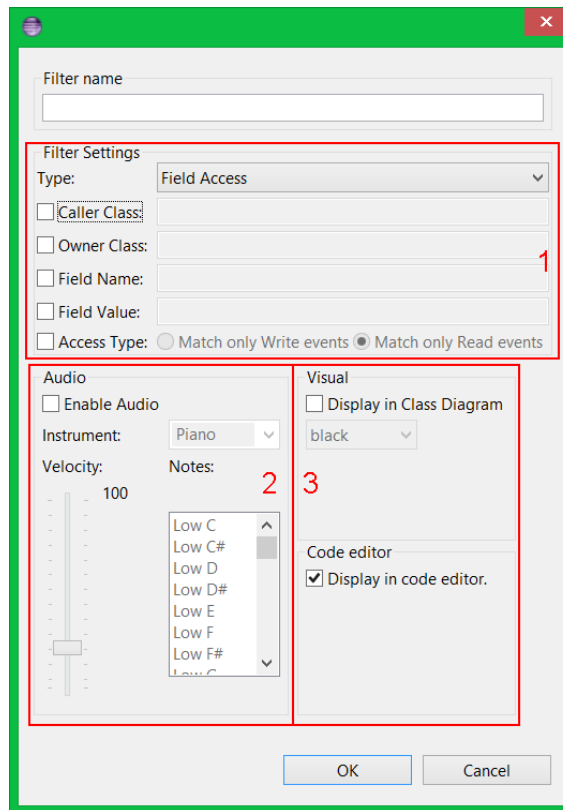 Filter name
Filter Settings
Type: Field Access
Caller Class:
Owner Class:
1
Field Name:
Field Value:
Access Type: Match only Write events Match only Read events
Audio Visual
Enable Audio Display in Class Diagram
Instrument: Piano black
Velocity: Notes:
2 3
100
Low C
Low C#
Low D
Code editor
Low D# Display in code editor.
Low E
Low F
Low F#
Low G
OK Cancel